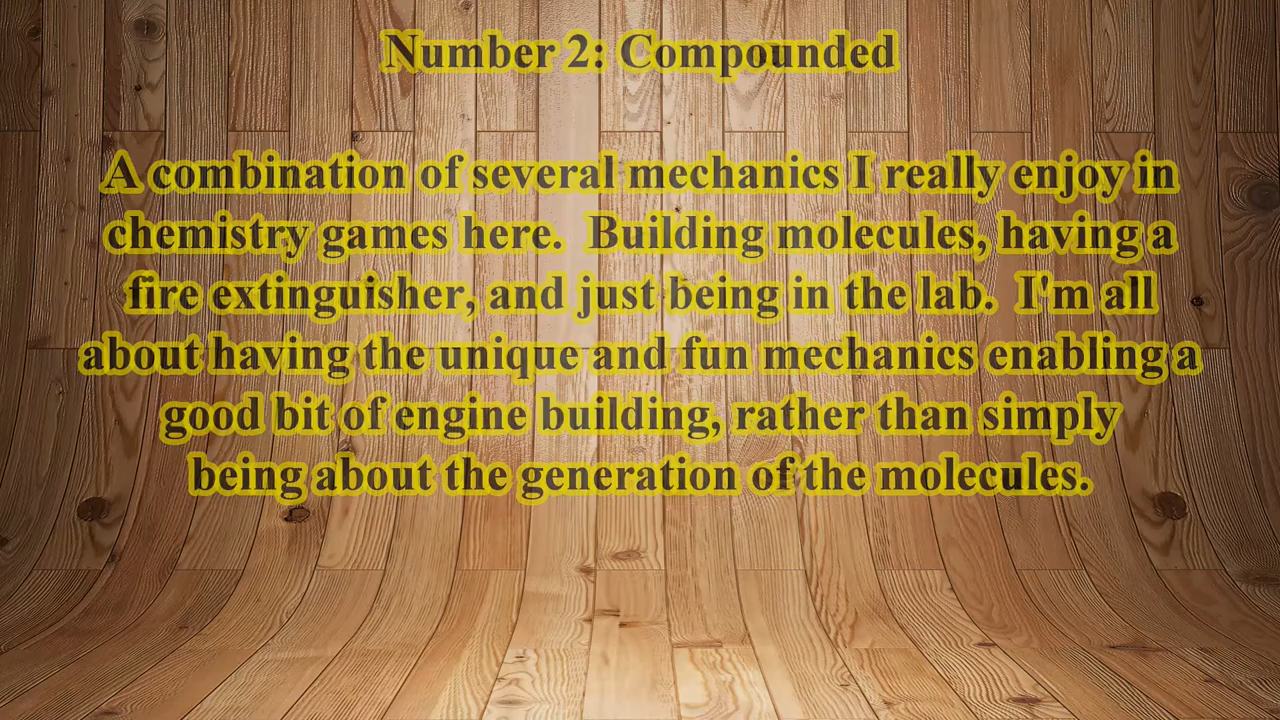 Number 2: Compounded
A combination of several mechanics I really enjoy in
chemistry games here.  Building molecules, having a
fire extinguisher, and just being in the lab.  I'm all
about having the unique and fun mechanics enabling a
good bit of engine building, rather than simply
being about the generation of the molecules.